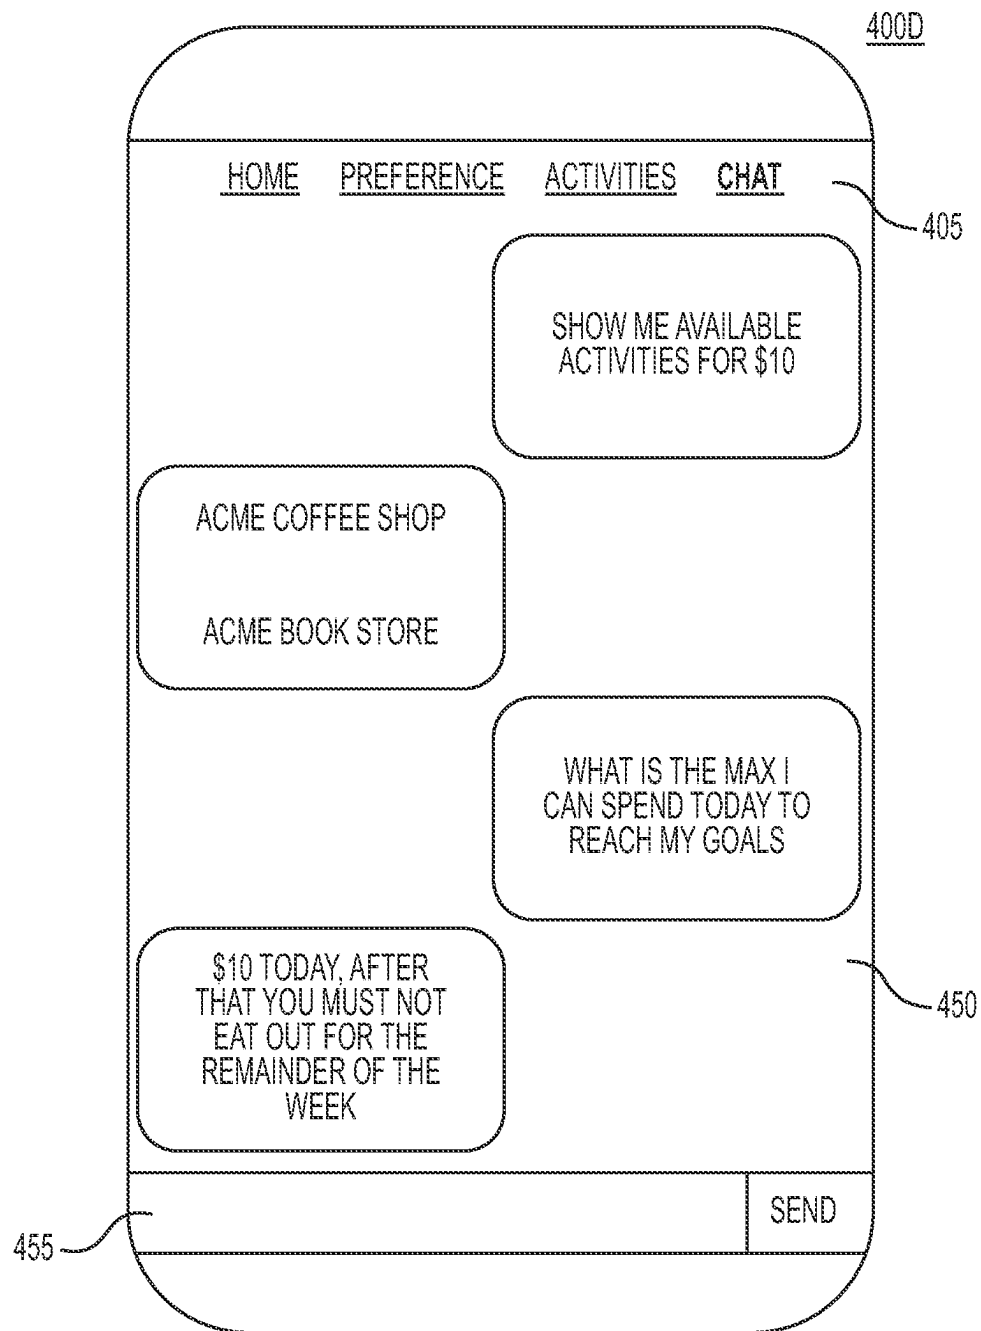 400D
HOME PREFERENCE ACTIVITIES CHAT
405
SHOW ME AVAILABLE
ACTIVITIES FOR $10
ACME COFFEE SHOP
ACME BOOK STORE
WHAT IS THE MAX I
CAN SPEND TODAY TO
REACH MY GOALS
$10 TODAY, AFTER
THAT YOU MUST NOT
EAT OUT FOR THE
REMAINDER OF THE
WEEK
450
SEND
455